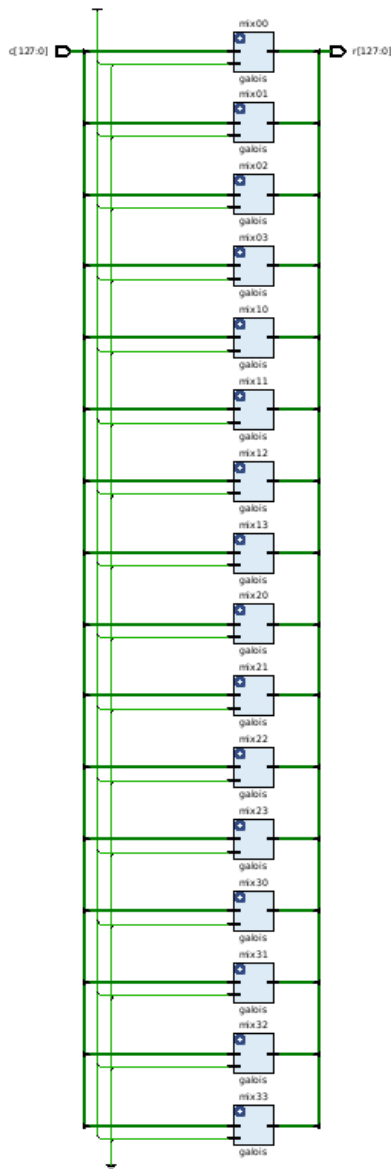 mix00
c[127:0]
r[127:0]
galois
mix01
galois
mix02
galois
mix03
galois
mix10
galois
mix11
galois
mix12
galois
mix13
galois
mix20
galois
mix21
galois
mix22
galois
mix23
galois
mix30
galois
mix31
galois
mix32
galois
mix33
galois